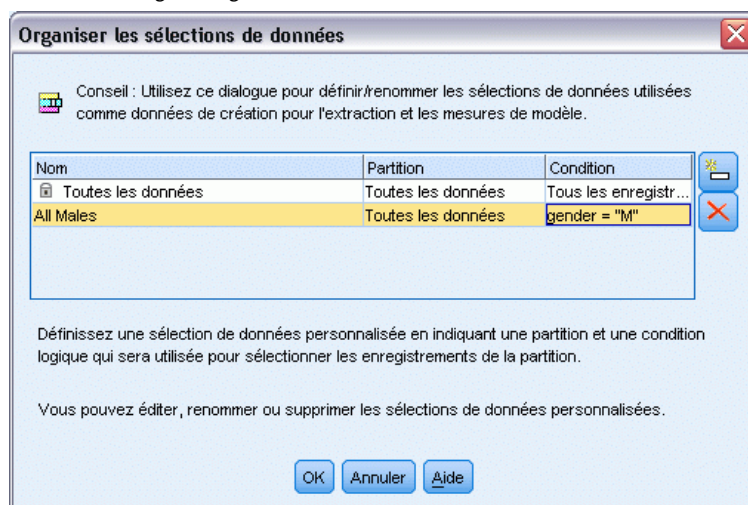 Organiser les sélections de données
Conseil : Utilisez ce dialogue pour définir/renommer les sélections de données utilisées
comme données de création pour l'extraction et les mesures de modèle.
Nom Partition Condition
Toutes les données Toutes les données Tous les enregistr...
All Males Toutes les données gender = "M"
Définissez une sélection de données personnalisée en indiquant une partition et une condition
logique qui sera utilisée pour sélectionner les enregistrements de la partition.
Vous pouvez éditer, renommer ou supprimer les sélections de données personnalisées.
OK Annuler Aide